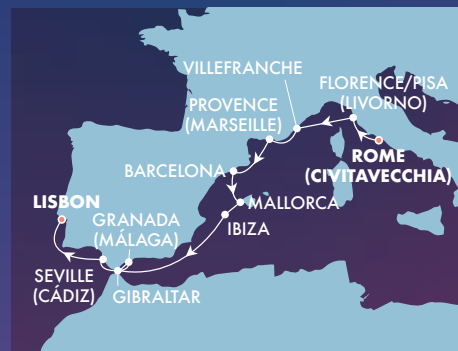 VILLEFRANCHE
FLORENCE/PISA
(LIVORNO)
PROVENCE
(MARSEILLE)
ROME
(CIVITAVECCHIA)
BARCELONA
MALLORCA
LISBON
IBIZA
GRANADA
(MÁLAGA)
SEVILLE
(CÁDIZ)
GIBRALTAR